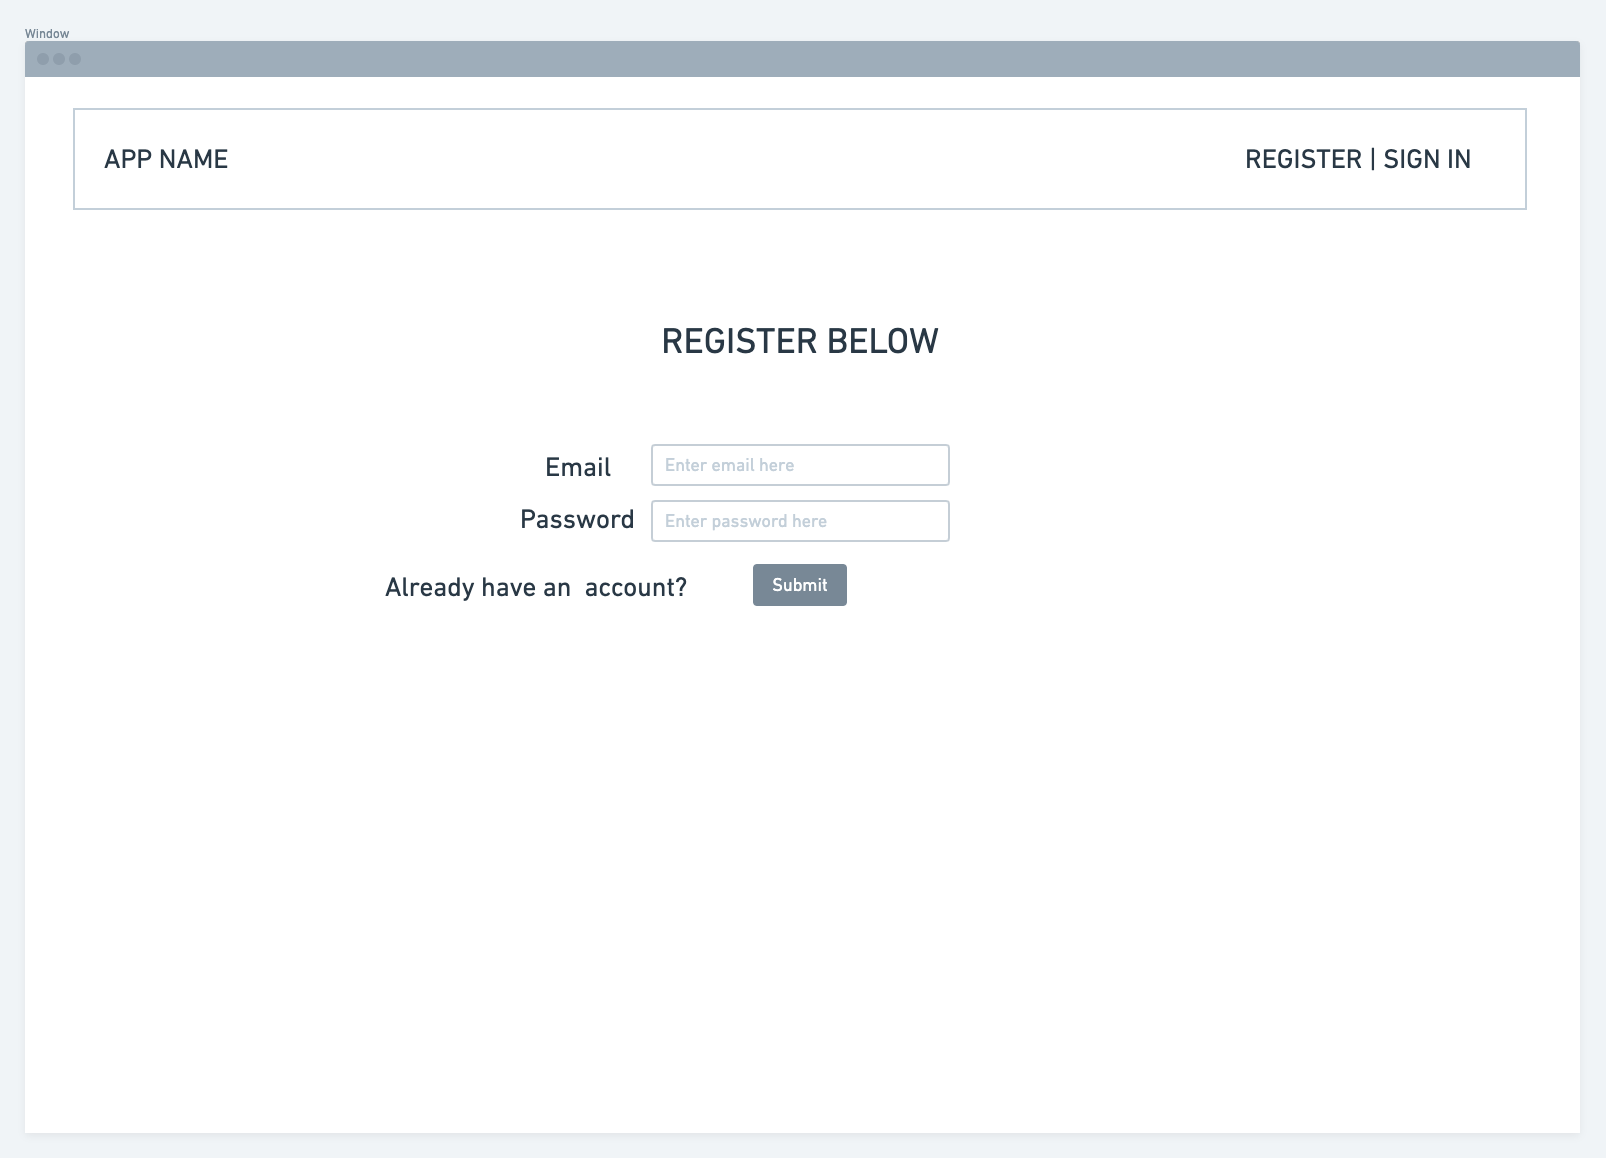 Window
APP NAME
REGISTER | SIGN IN
REGISTER BELOW
Email
Enter email here
Password
Enter password here
Already have an  account?
Submit